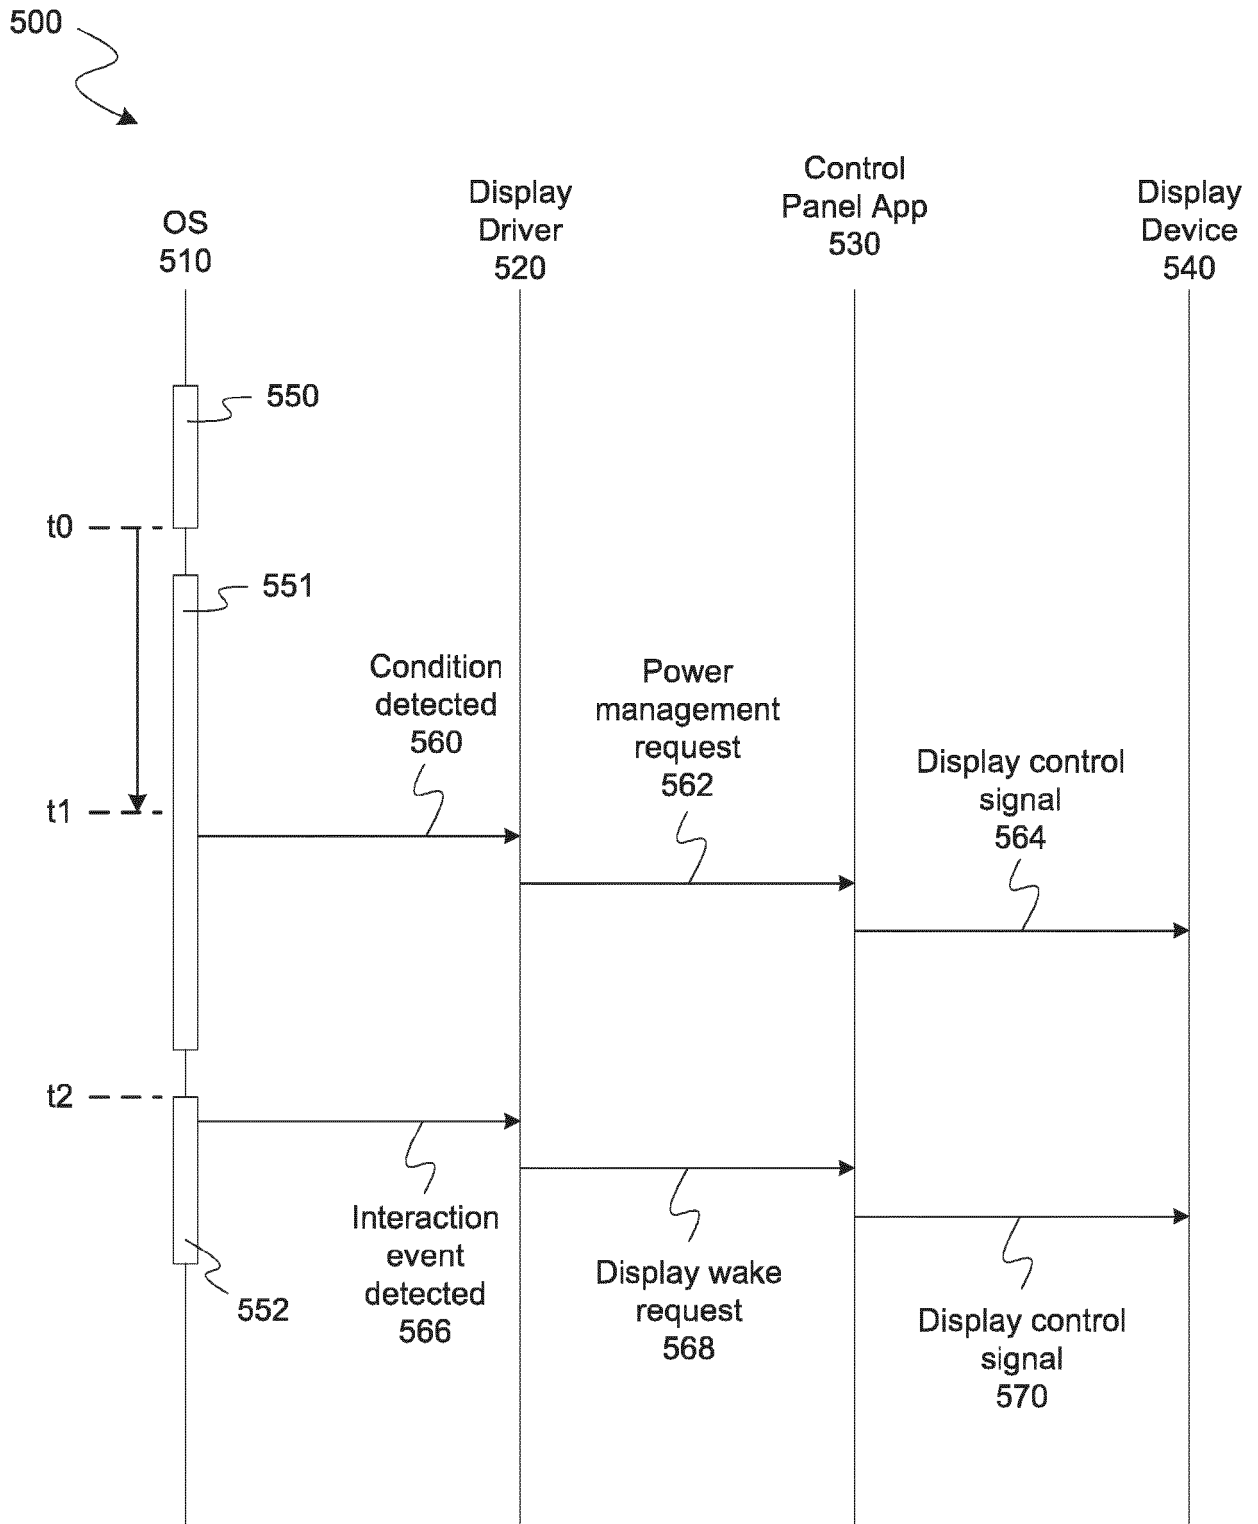 500
OS
510
Display
Driver
520
Control
Panel App
530
Display
Device
540
550
t0
551
Condition
detected
560
Power
management
request
562
Display control
signal
564
t1
t2
Interaction
event
detected
566
Display wake
request
568
Display control
signal
570
552